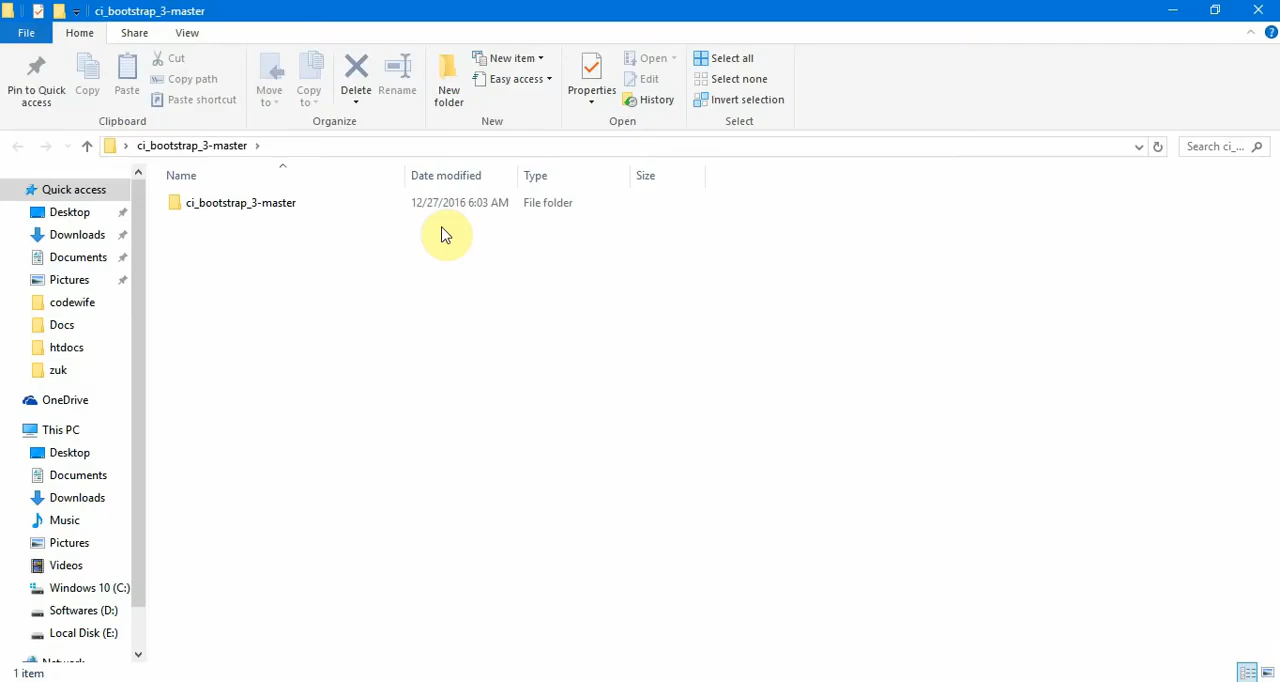 ci_bootstrap_3-master
File Home Share View
Pin to Quick access
Copy
Paste
Cut
Copy path
Paste shortcut
Clipboard
Move to
Copy to
Delete
Rename
Organize
New folder
New item
Easy access
New
Properties
Open
Edit
History
Open
Select all
Select none
Invert selection
Select
ci_bootstrap_3-master
Search ci_...
Name Date modified Type Size
ci_bootstrap_3-master 12/27/2016 6:03 AM File folder
Quick access
Desktop
Downloads
Documents
Pictures
codewife
Docs
htdocs
zuk
OneDrive
This PC
Desktop
Documents
Downloads
Music
Pictures
Videos
Windows 10 (C:)
Softwares (D:)
Local Disk (E:)
Network
1 item